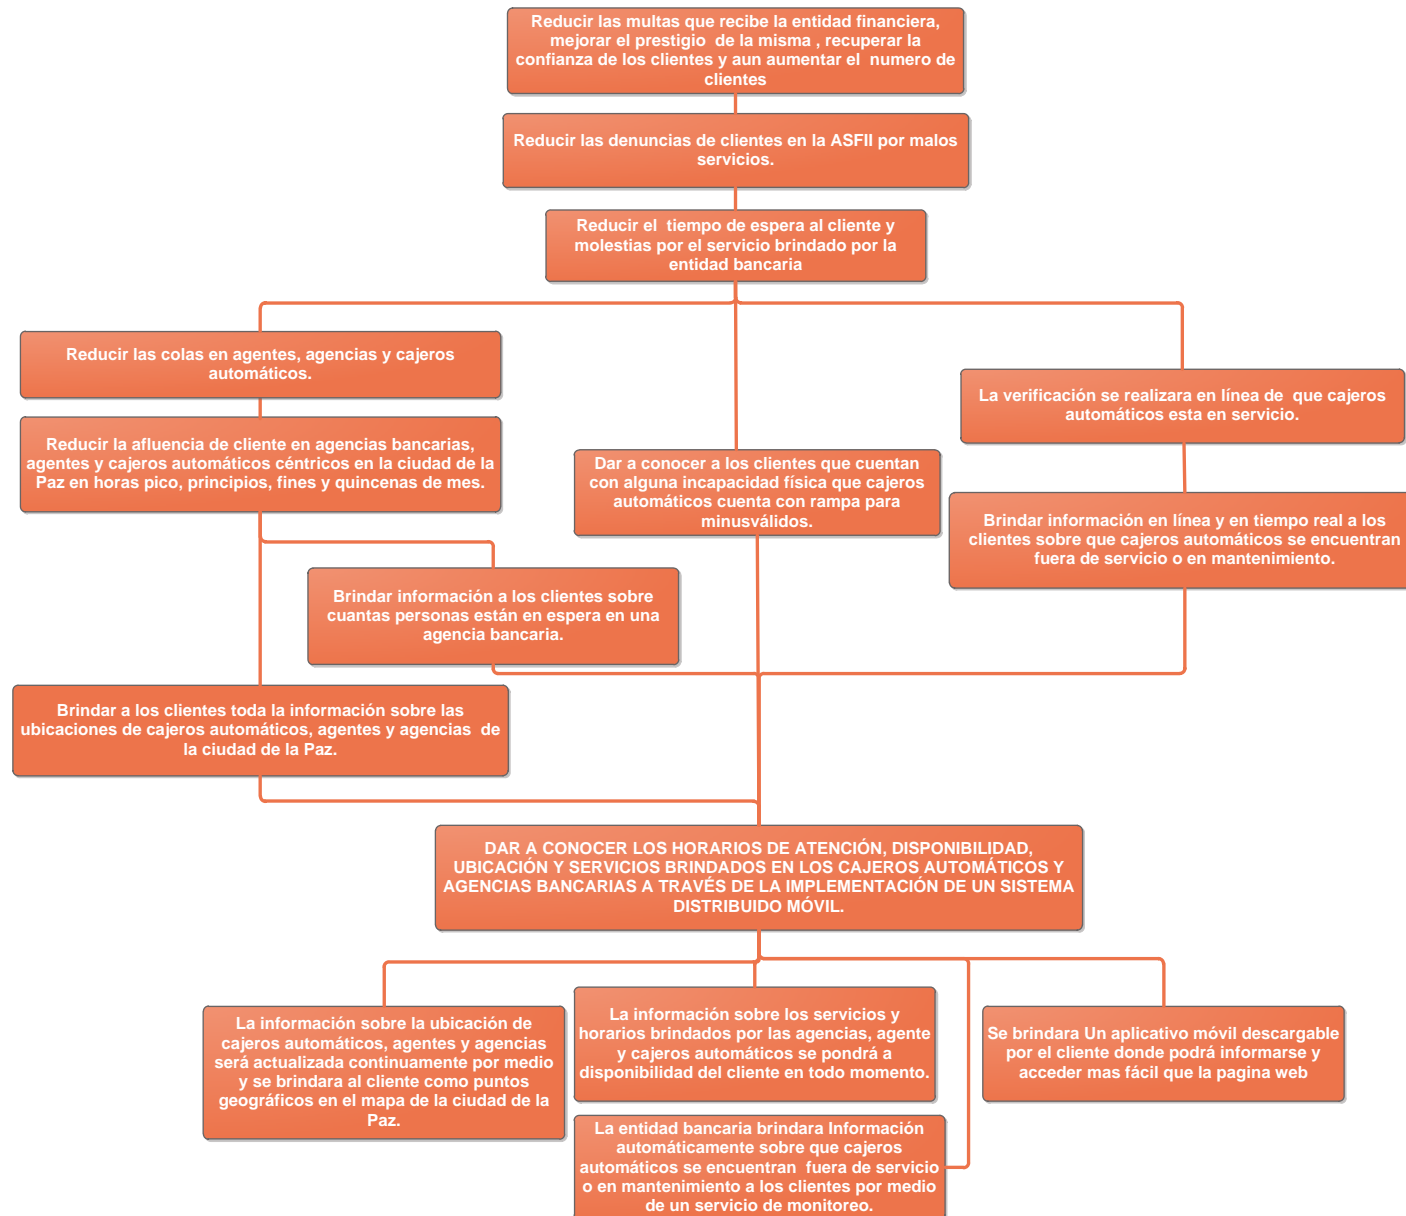 Reducir las multas que recibe la entidad financiera,
mejorar el prestigio de la misma , recuperar la
confianza de los clientes y aun aumentar el numero de
clientes
Reducir las denuncias de clientes en la ASFII por malos
servicios.
Reducir el tiempo de espera al cliente y
molestias por el servicio brindado por la
entidad bancaria
Reducir las colas en agentes, agencias y cajeros
automáticos.
La verificación se realizara en línea de que cajeros
automáticos esta en servicio.
Reducir la afluencia de cliente en agencias bancarias,
agentes y cajeros automáticos céntricos en la ciudad de la
Paz en horas pico, principios, fines y quincenas de mes.
Dar a conocer a los clientes que cuentan
con alguna incapacidad física que cajeros
automáticos cuenta con rampa para
minusválidos.
Brindar información en línea y en tiempo real a los
clientes sobre que cajeros automáticos se encuentran
fuera de servicio o en mantenimiento.
Brindar información a los clientes sobre
cuantas personas están en espera en una
agencia bancaria.
Brindar a los clientes toda la información sobre las
ubicaciones de cajeros automáticos, agentes y agencias de
la ciudad de la Paz.
DAR A CONOCER LOS HORARIOS DE ATENCIÓN, DISPONIBILIDAD,
UBICACIÓN Y SERVICIOS BRINDADOS EN LOS CAJEROS AUTOMÁTICOS Y
AGENCIAS BANCARIAS A TRAVÉS DE LA IMPLEMENTACIÓN DE UN SISTEMA
DISTRIBUIDO MÓVIL.
La información sobre la ubicación de
cajeros automáticos, agentes y agencias
será actualizada continuamente por medio
y se brindara al cliente como puntos
geográficos en el mapa de la ciudad de la
Paz.
La información sobre los servicios y
horarios brindados por las agencias, agente
y cajeros automáticos se pondrá a
disponibilidad del cliente en todo momento.
Se brindara Un aplicativo móvil descargable
por el cliente donde podrá informarse y
acceder mas fácil que la pagina web
La entidad bancaria brindara Información
automáticamente sobre que cajeros
automáticos se encuentran fuera de servicio
o en mantenimiento a los clientes por medio
de un servicio de monitoreo.